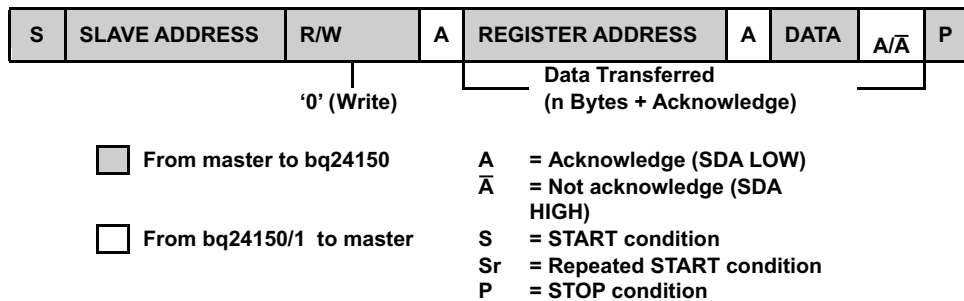 S SLAVE ADDRESS R/W A REGISTER ADDRESS A DATA A/A̅ P
'0' (Write)
Data Transferred
(n Bytes + Acknowledge)
From master to bq24150
From bq24150/1 to master
A = Acknowledge (SDA LOW)
A̅ = Not acknowledge (SDA
HIGH)
S = START condition
Sr = Repeated START condition
P = STOP condition